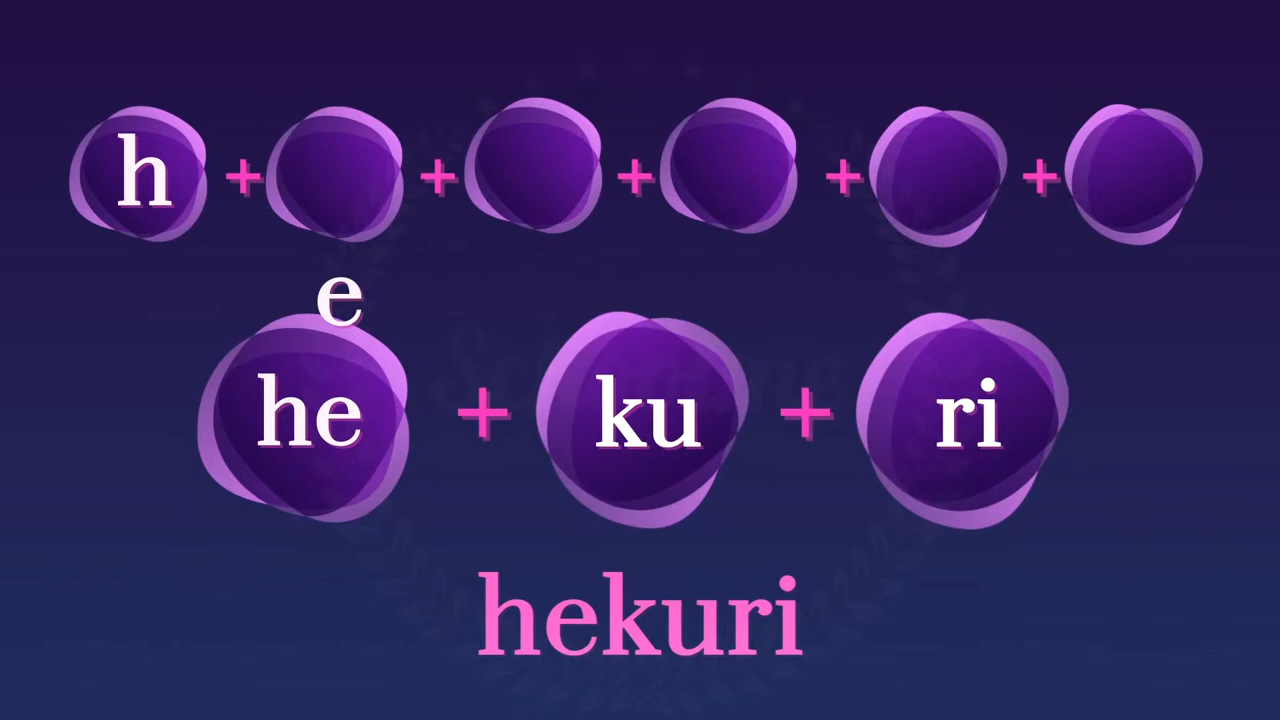 h + + + + +
e
he + ku + ri
hekuri